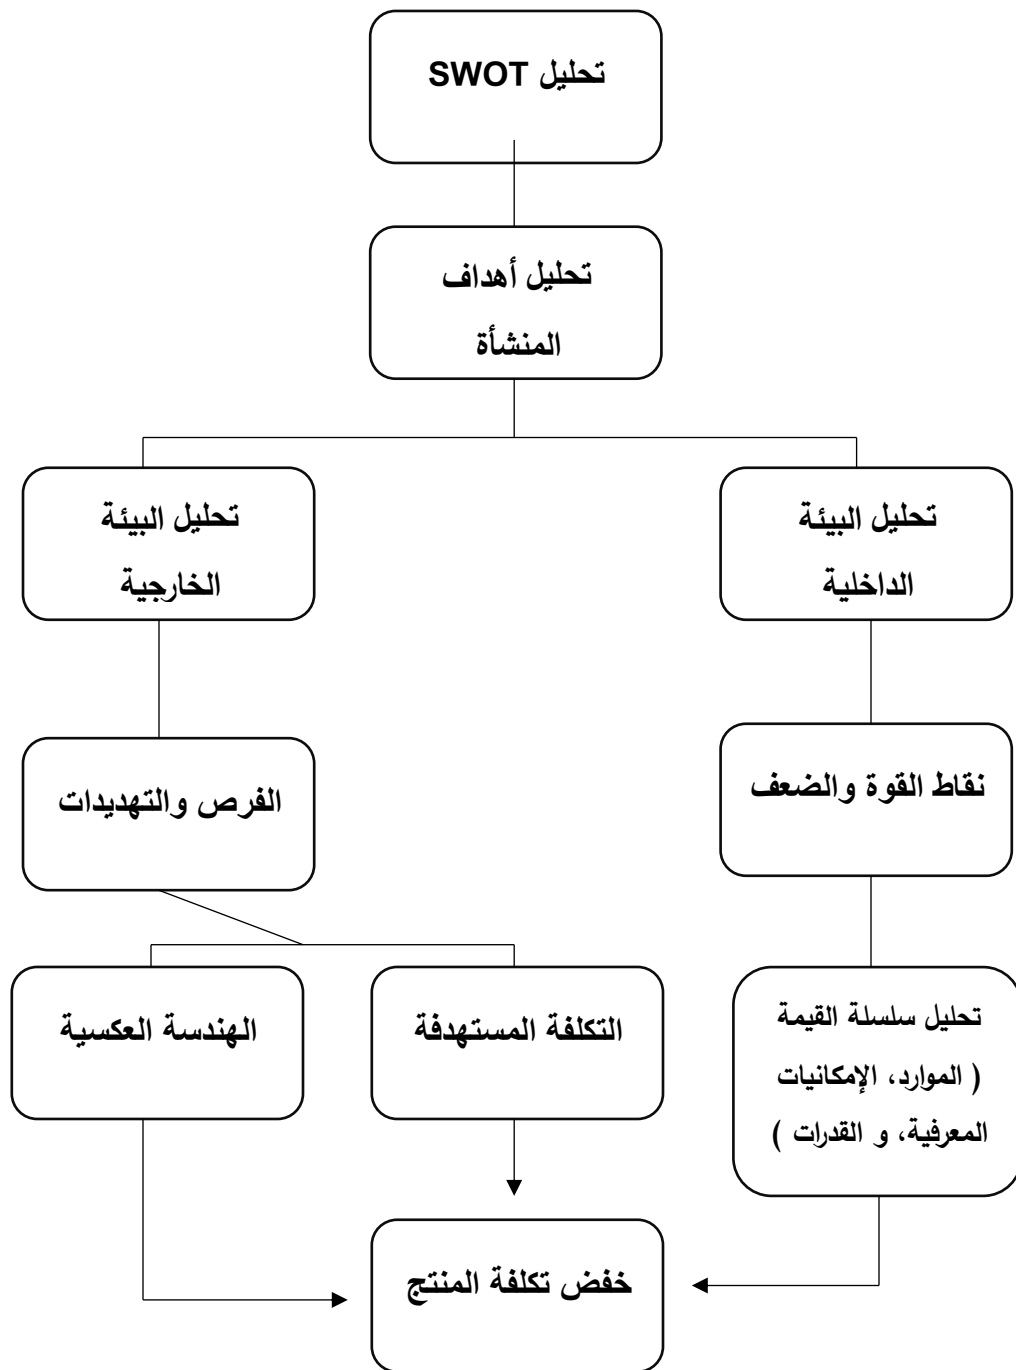 تحليل SWOT
تحليل أهداف
المنشأة
تحليل البيئة
الداخلية
تحليل البيئة
الخارجية
نقاط القوة والضعف
الفرص والتهديدات
تحليل سلسلة القيمة
( الموارد، الإمكانيات
المعرفية، و القدرات )
التكلفة المستهدفة
الهندسة العكسية
خفض تكلفة المنتج